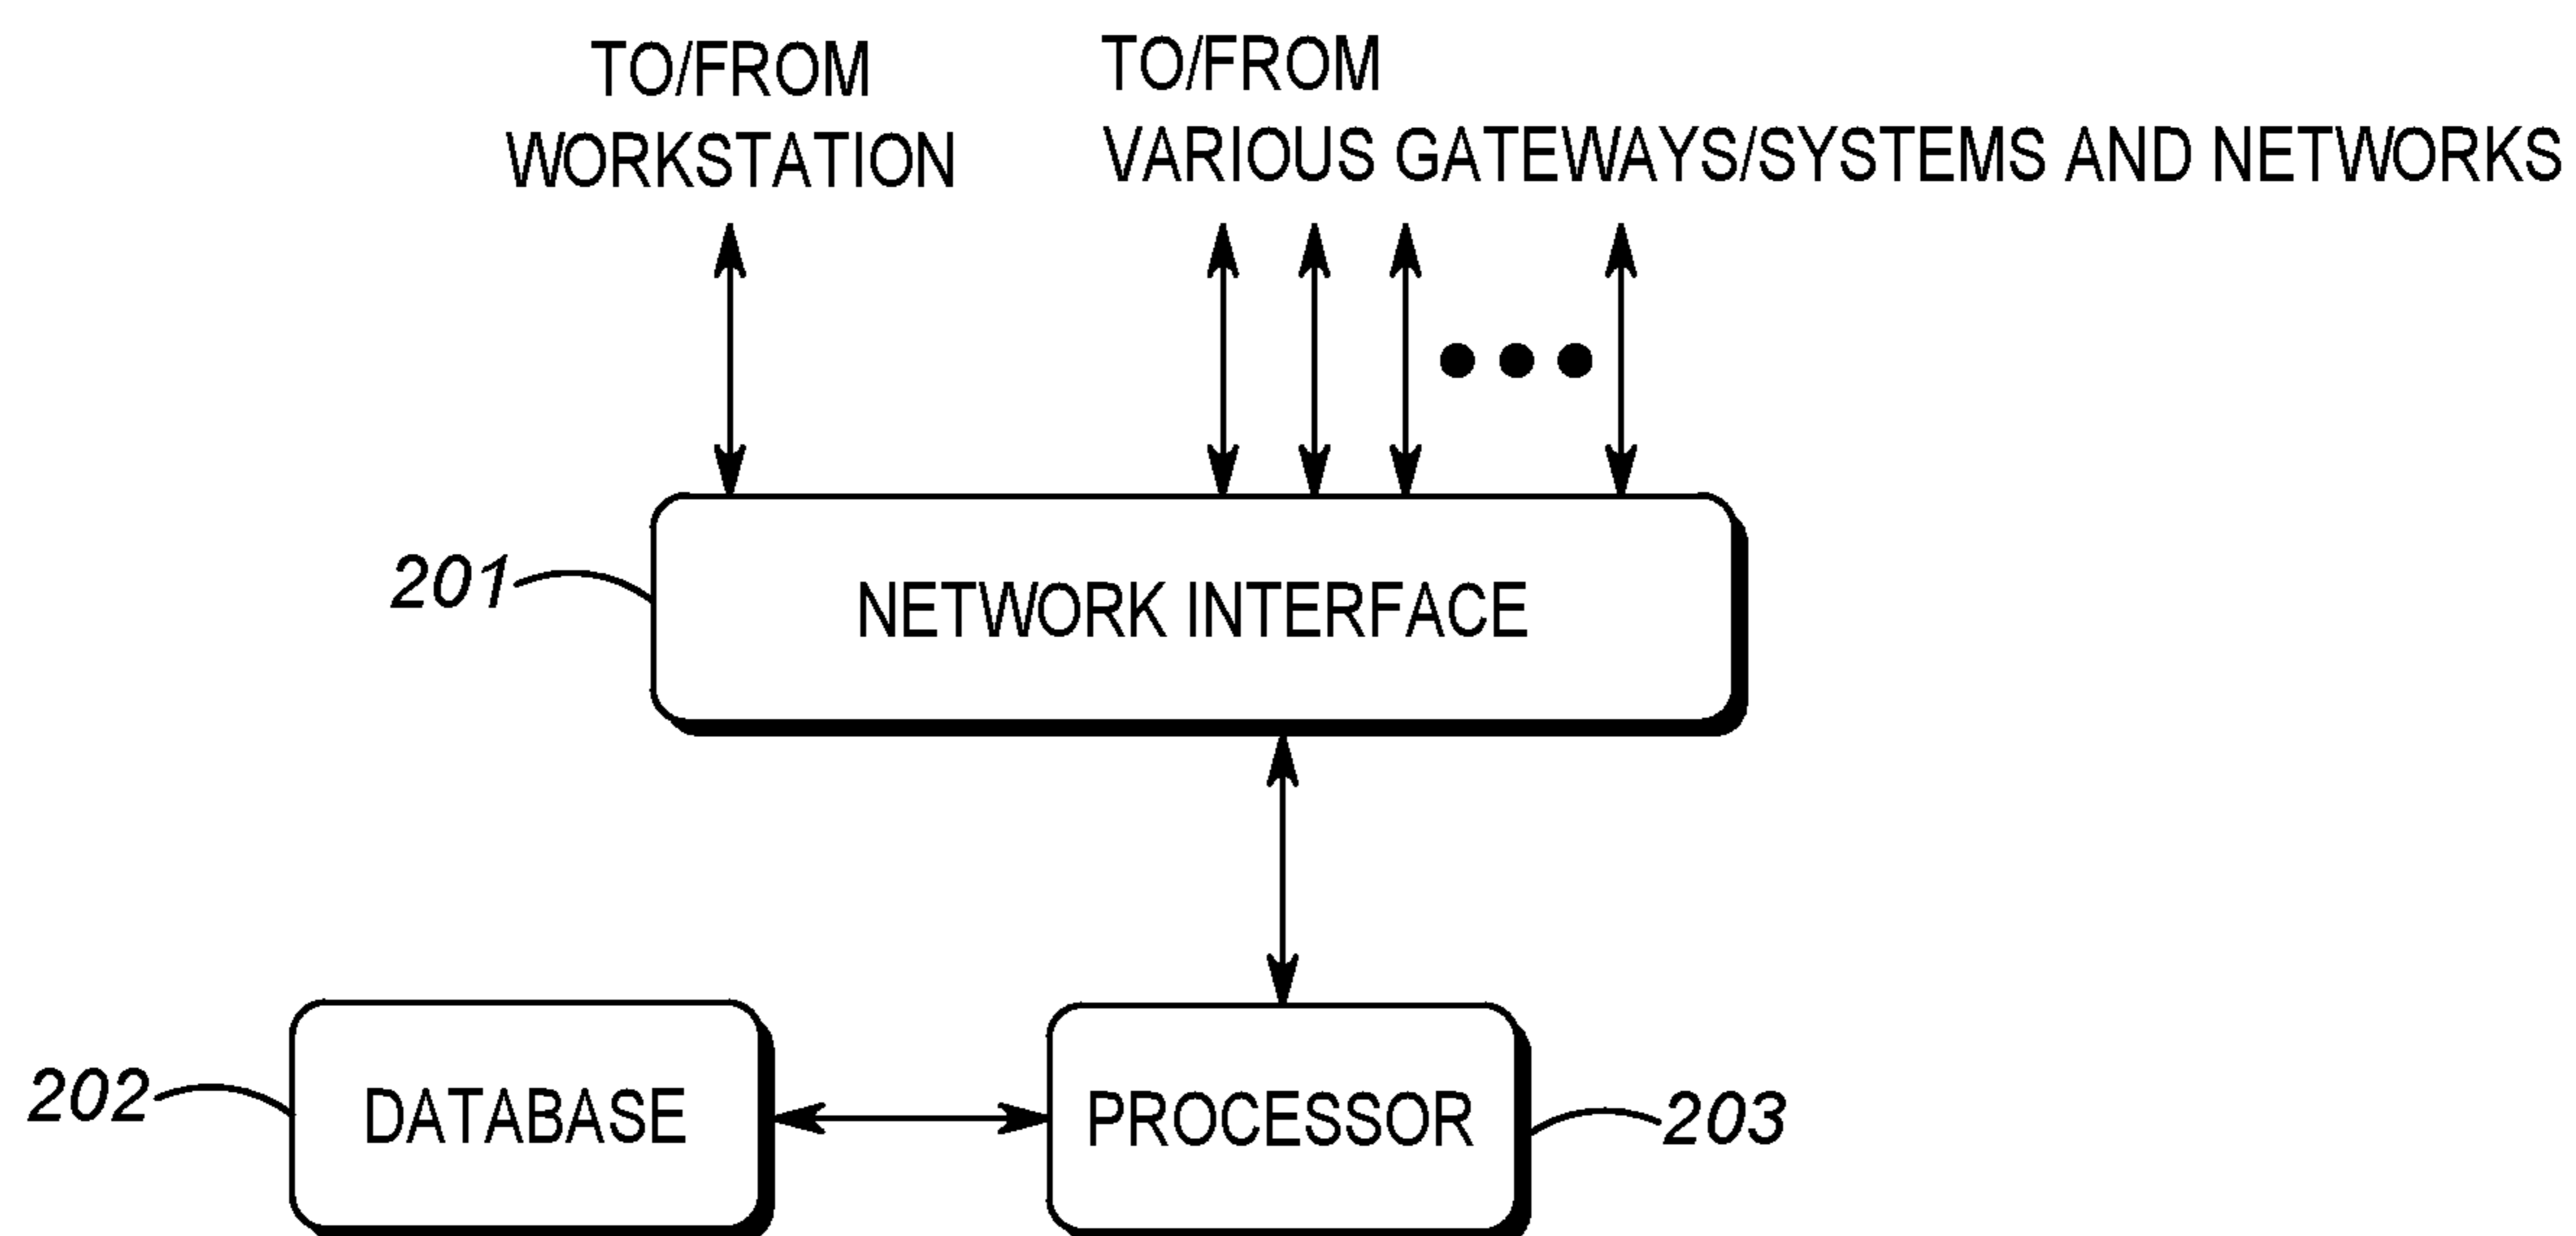 TO/FROM
WORKSTATION
TO/FROM
VARIOUS GATEWAYS/SYSTEMS AND NETWORKS
201
NETWORK INTERFACE
202
DATABASE
PROCESSOR
203